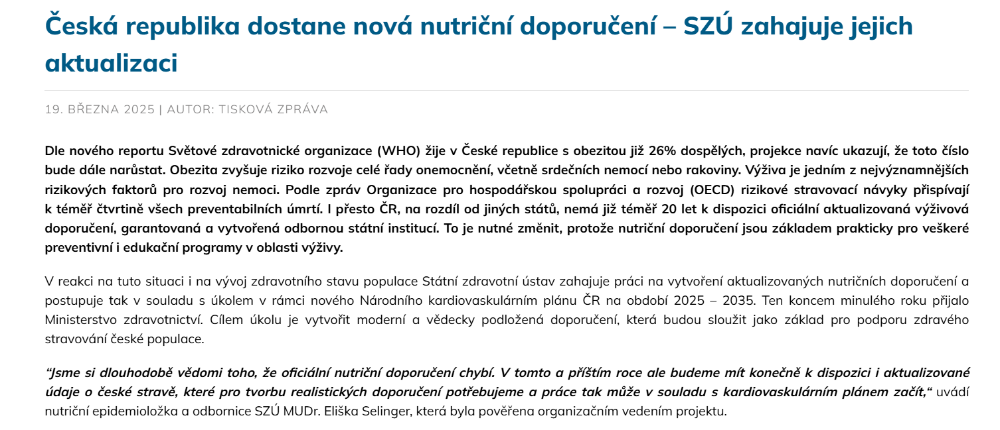 Česká republika dostane nová nutriční doporučení – SZÚ zahajuje jejich
aktualizaci
19. BŘEZNA 2025 | AUTOR: TISKOVÁ ZPRÁVA
Dle nového reportu Světové zdravotnické organizace (WHO) žije v České republice s obezitou již 26% dospělých, projekce navíc ukazují, že toto číslo
bude dále narůstat. Obezita zvyšuje riziko rozvoje celé řady onemocnění, včetně srdečních nemocí nebo rakoviny. Výživa je jedním z nejvýznamnějších
rizikových faktorů pro rozvoj nemoci. Podle zpráv Organizace pro hospodářskou spolupráci a rozvoj (OECD) rizikové stravovací návyky přispívají
k téměř čtvrtině všech preventabilních úmrtí. I přesto ČR, na rozdíl od jiných států, nemá již téměř 20 let k dispozici oficiální aktualizovaná výživová
doporučení, garantovaná a vytvořená odbornou státní institucí. To je nutné změnit, protože nutriční doporučení jsou základem prakticky pro veškeré
preventivní i edukační programy v oblasti výživy.
V reakci na tuto situaci i na vývoj zdravotního stavu populace Státní zdravotní ústav zahajuje práci na vytvoření aktualizovaných nutričních doporučení a
postupuje tak v souladu s úkolem v rámci nového Národního kardiovaskulárním plánu ČR na období 2025 – 2035. Ten koncem minulého roku přijalo
Ministerstvo zdravotnictví. Cílem úkolu je vytvořit moderní a vědecky podložená doporučení, která budou sloužit jako základ pro podporu zdravého
stravování české populace.
“Jsme si dlouhodobě vědomi toho, že oficiální nutriční doporučení chybí. V tomto a příštím roce ale budeme mít konečně k dispozici i aktualizované
údaje o české stravě, které pro tvorbu realistických doporučení potřebujeme a práce tak může v souladu s kardiovaskulárním plánem začít,“ uvádí
nutriční epidemioložka a odbornice SZÚ MUDr. Eliška Selinger, která byla pověřena organizačním vedením projektu.